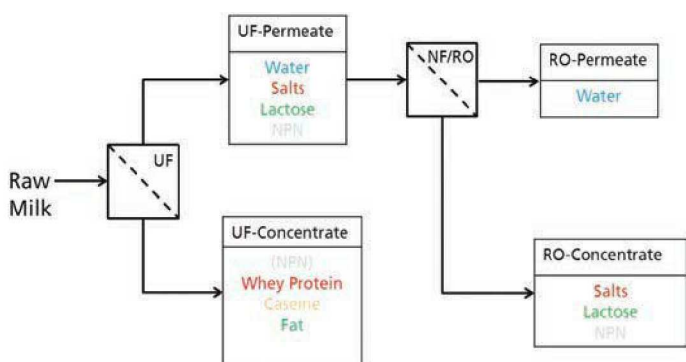 UF-Permeate
Water
Salts
Lactose
NPN
NF/RO
RO-Permeate
Water
Raw
Milk
UF
UF-Concentrate
(NPN)
Whey Protein
Caseine
Fat
RO-Concentrate
Salts
Lactose
NPN